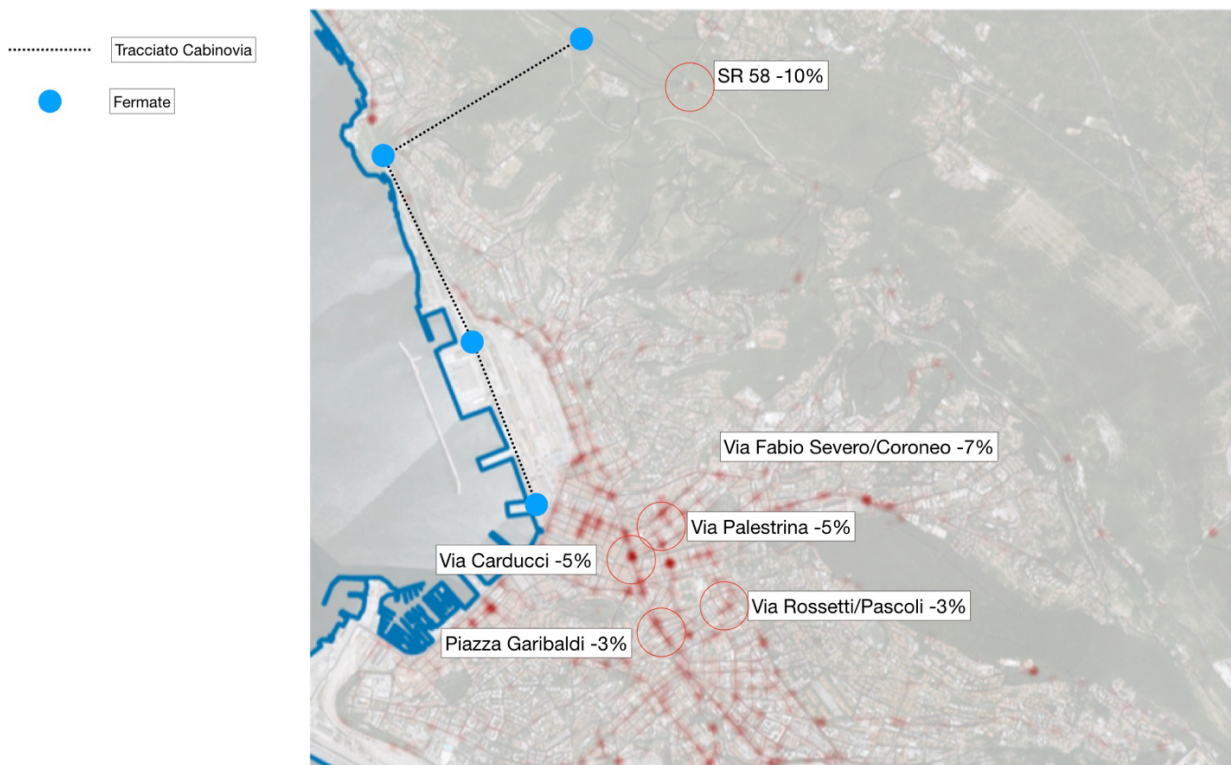 Tracciato Cabinovia
Fermate
SR 58 -10%
Via Fabio Severo/Coroneo -7%
Via Palestrina -5%
Via Carducci -5%
Via Rossetti/Pascoli -3%
Piazza Garibaldi -3%